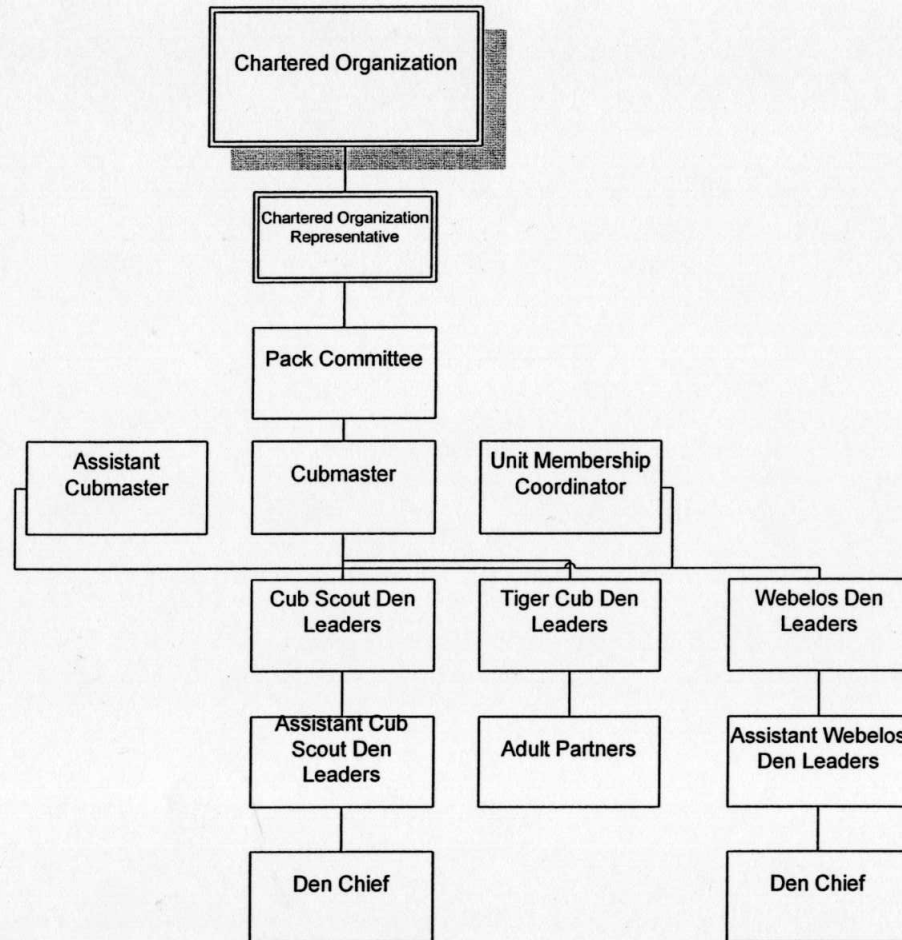 Chartered Organization
Chartered Organization
Representative
Pack Committee
Assistant
Cubmaster
Cubmaster
Unit Membership
Coordinator
Cub Scout Den
Leaders
Tiger Cub Den
Leaders
Webelos Den
Leaders
Assistant Cub
Scout Den
Leaders
Adult Partners
Assistant Webelos
Den Leaders
Den Chief
Den Chief